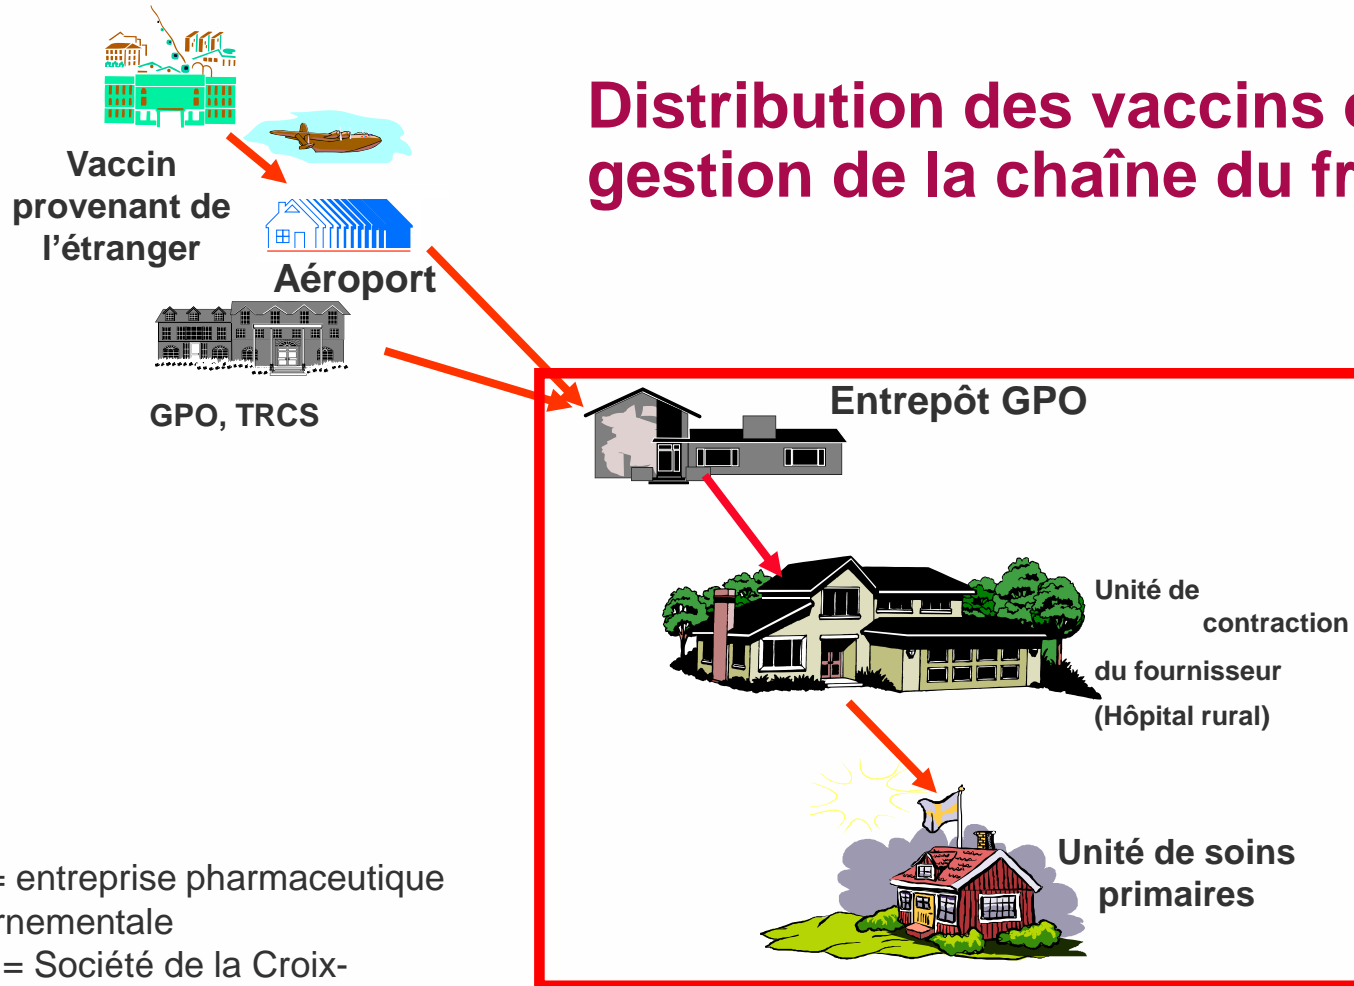 Distribution des vaccins
gestion de la chaîne du
Vaccin
provenant de
l’étranger
Aéroport
GPO, TRCS
Entrepôt GPO
Unité de
contraction
du fournisseur
(Hôpital rural)
Unité de soins
primaires
= entreprise pharmaceutique
= Société de la Croix-